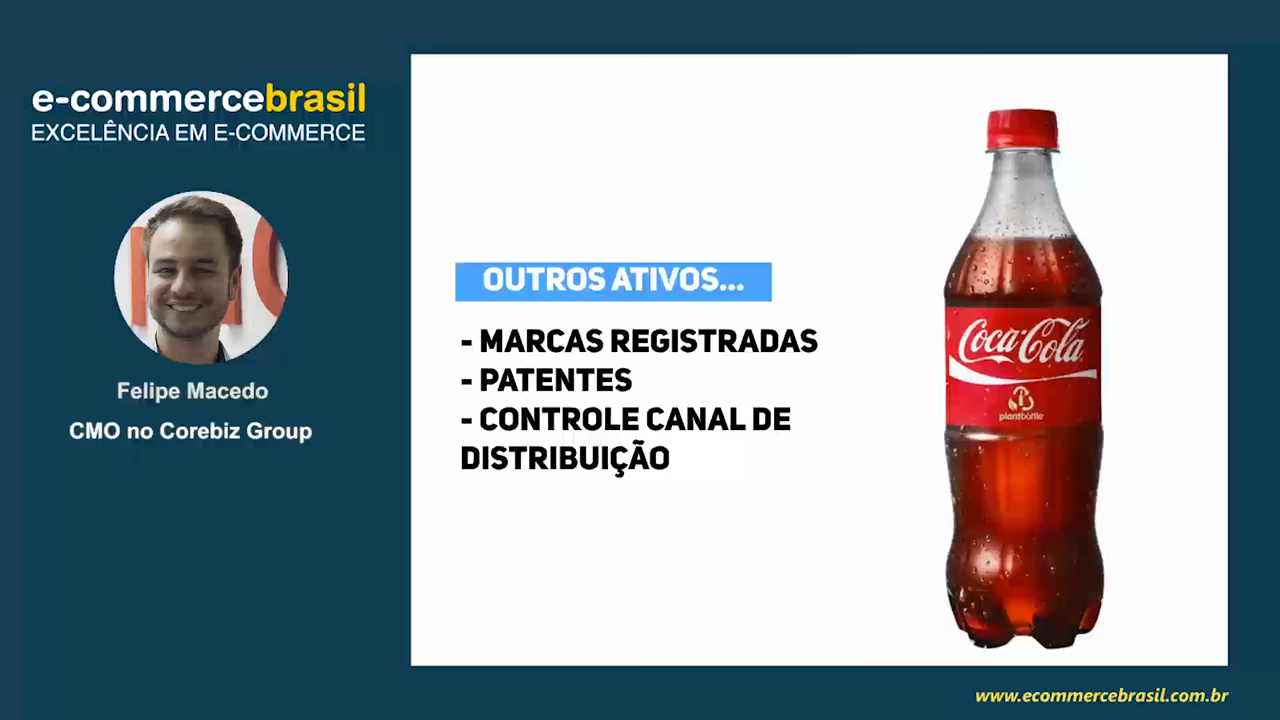 e-commercebrasil
EXCELÊNCIA EM E-COMMERCE
Felipe Macedo
CMO no Corebiz Group
OUTROS ATIVOS...
- MARCAS REGISTRADAS
- PATENTES
- CONTROLE CANAL DE
DISTRIBUIÇÃO
Coca-Cola
plantbottle
www.ecommercebrasil.com.br